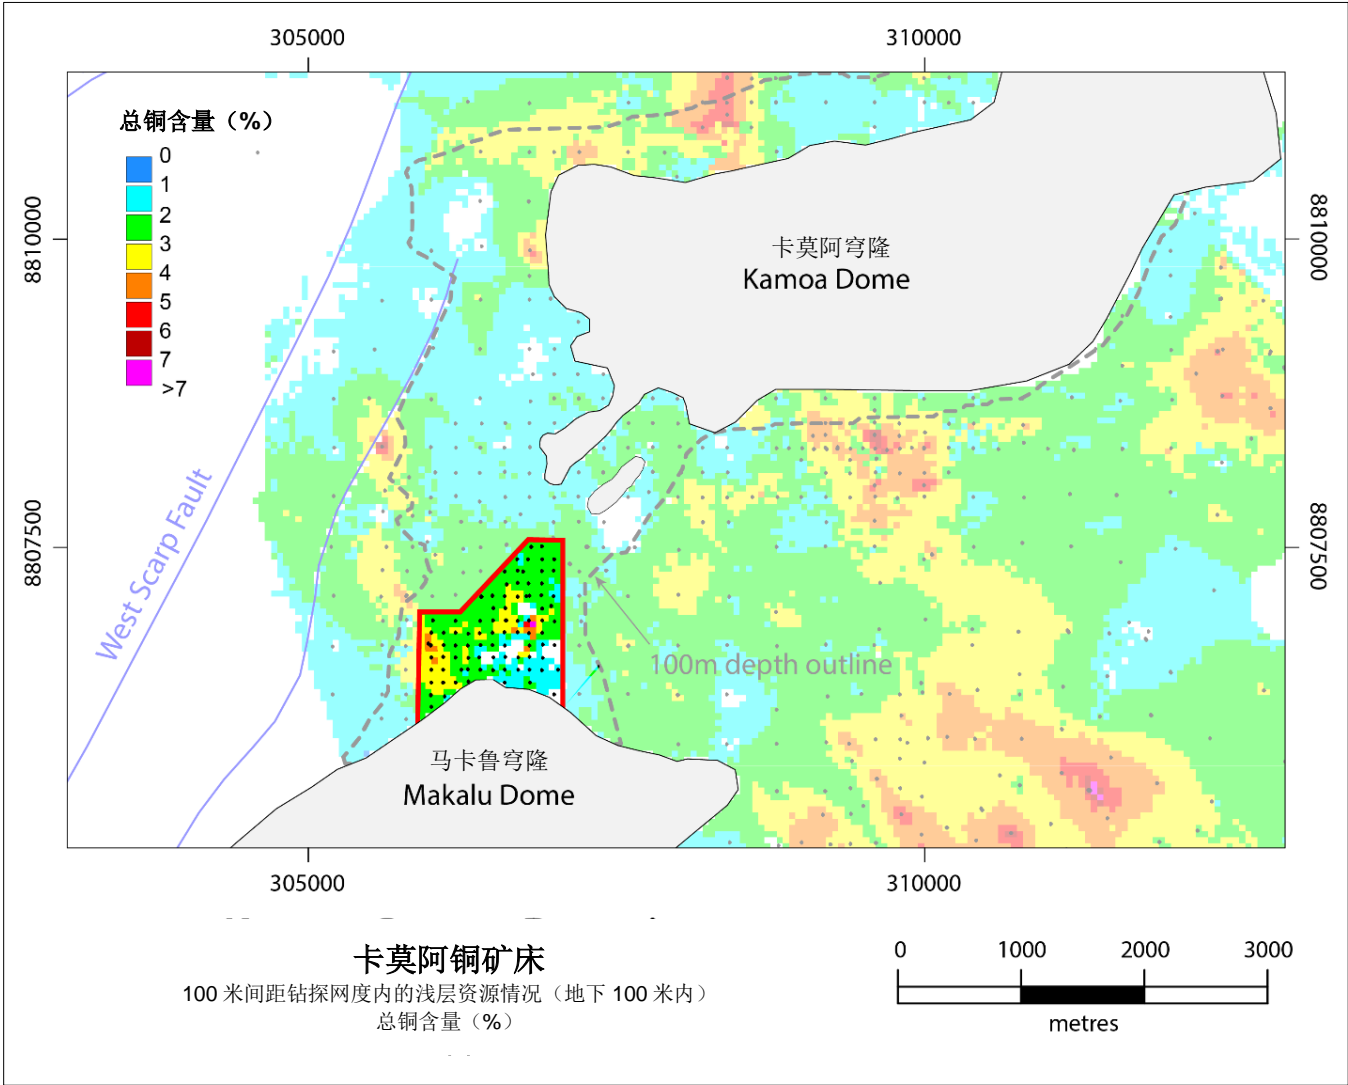 305000
310000
总铜含量（%）
0
1
2
3
4
5
6
7
>7
8810000
8810000
卡莫阿穹隆
Kamoa Dome
West Scarp Fault
8807500
8807500
100m depth outline
马卡鲁穹隆
Makalu Dome
305000
310000
卡莫阿铜矿床
100 米间距钻探网度内的浅层资源情况（地下 100 米内）
总铜含量（%）
0
1000
2000
3000
metres